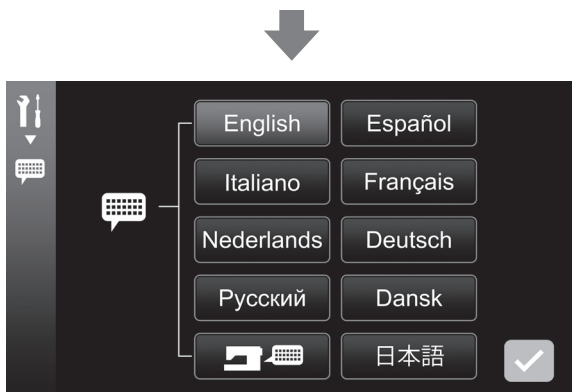 English Español
Italiano Français
Nederlands Deutsch
Русский Dansk
日本語